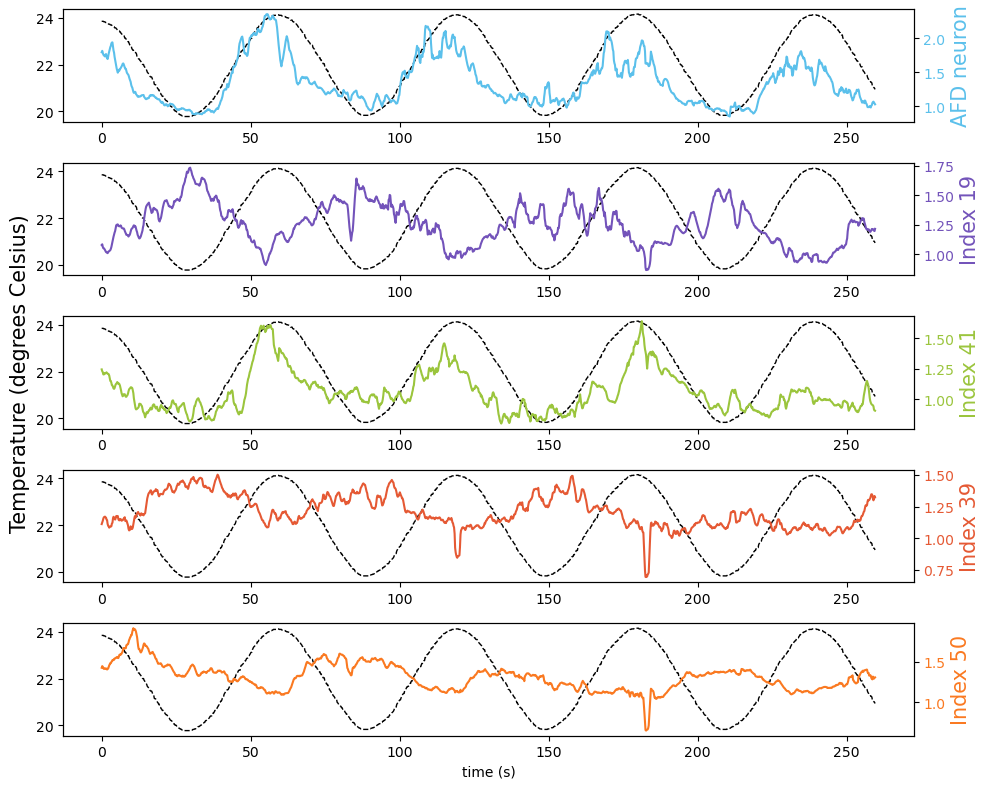 Temperature (degrees Celsius)
24
22
20
2.0
1.5
1.0
AFD neuron
0 50 100 150 200 250
24
22
20
1.75
1.50
1.25
1.00
Index 19
0 50 100 150 200 250
24
22
20
1.50
1.25
1.00
Index 41
0 50 100 150 200 250
24
22
20
1.50
1.25
1.00
0.75
Index 39
0 50 100 150 200 250
24
22
20
1.5
1.0
Index 50
0 50 100 150 200 250
time (s)